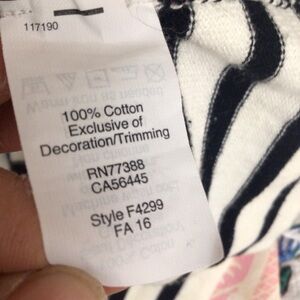 117190
100% Cotton
Exclusive of
Decoration/Trimming
RN77388
CA56445
Style F4299
FA 16